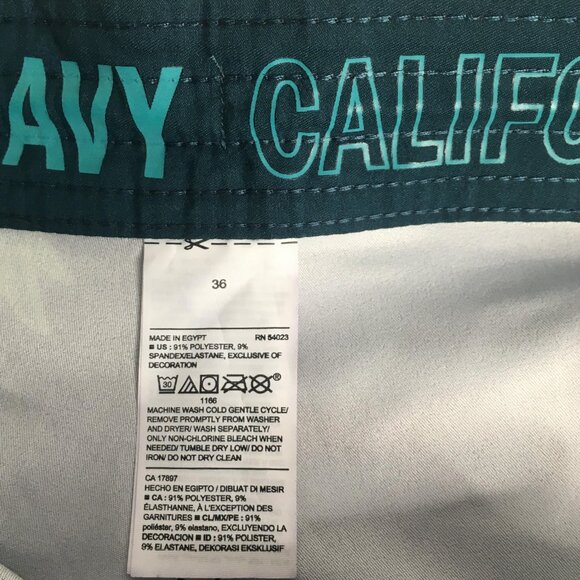 AVY CALIFO
36
MADE IN EGYPT RN 54023
■ US : 91% POLYESTER, 9%
SPANDEX/ELASTANE, EXCLUSIVE OF
DECORATION
30
1166
MACHINE WASH COLD GENTLE CYCLE/
REMOVE PROMPTLY FROM WASHER
AND DRYER/ WASH SEPARATELY/
ONLY NON-CHLORINE BLEACH WHEN
NEEDED/ TUMBLE DRY LOW/ DO NOT
IRON/ DO NOT DRY CLEAN
CA 17897
HECHO EN EGIPTO / DIBUAT DI MESIR
■ CA : 91% POLYESTER, 9%
ÉLASTHANNE, À L'EXCEPTION DES
GARNITURES ■ CL/MX/PE : 91%
poliéster, 9% elastano, EXCLUYENDO LA
DECORACION ■ ID : 91% POLISTER,
9% ELASTANE, DEKORASI EKSKLUSIF